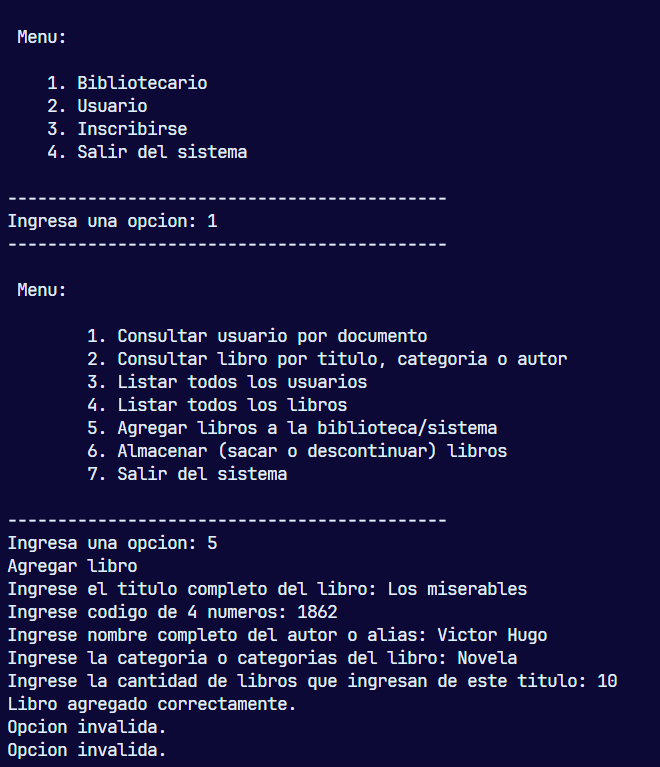 Menu:
1. Bibliotecario
2. Usuario
3. Inscribirse
4. Salir del sistema
--------------------------------------------
Ingresa una opcion: 1
--------------------------------------------
Menu:
1. Consultar usuario por documento
2. Consultar libro por titulo, categoria o autor
3. Listar todos los usuarios
4. Listar todos los libros
5. Agregar libros a la biblioteca/sistema
6. Almacenar (sacar o descontinuar) libros
7. Salir del sistema
--------------------------------------------
Ingresa una opcion: 5
Agregar libro
Ingrese el titulo completo del libro: Los miserables
Ingrese codigo de 4 numeros: 1862
Ingrese nombre completo del autor o alias: Victor Hugo
Ingrese la categoria o categorias del libro: Novela
Ingrese la cantidad de libros que ingresan de este titulo: 10
Libro agregado correctamente.
Opcion invalida.
Opcion invalida.